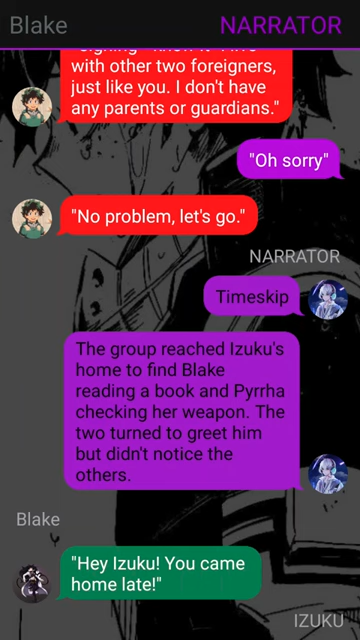 Blake
NARRATOR
with other two foreigners,
just like you. I don't have
any parents or guardians."
"Oh sorry"
"No problem, let's go."
NARRATOR
Timeskip
The group reached Izuku's
home to find Blake
reading a book and Pyrrha
checking her weapon. The
two turned to greet him
but didn't notice the
others.
Blake
"Hey Izuku! You came
home late!"
IZUKU